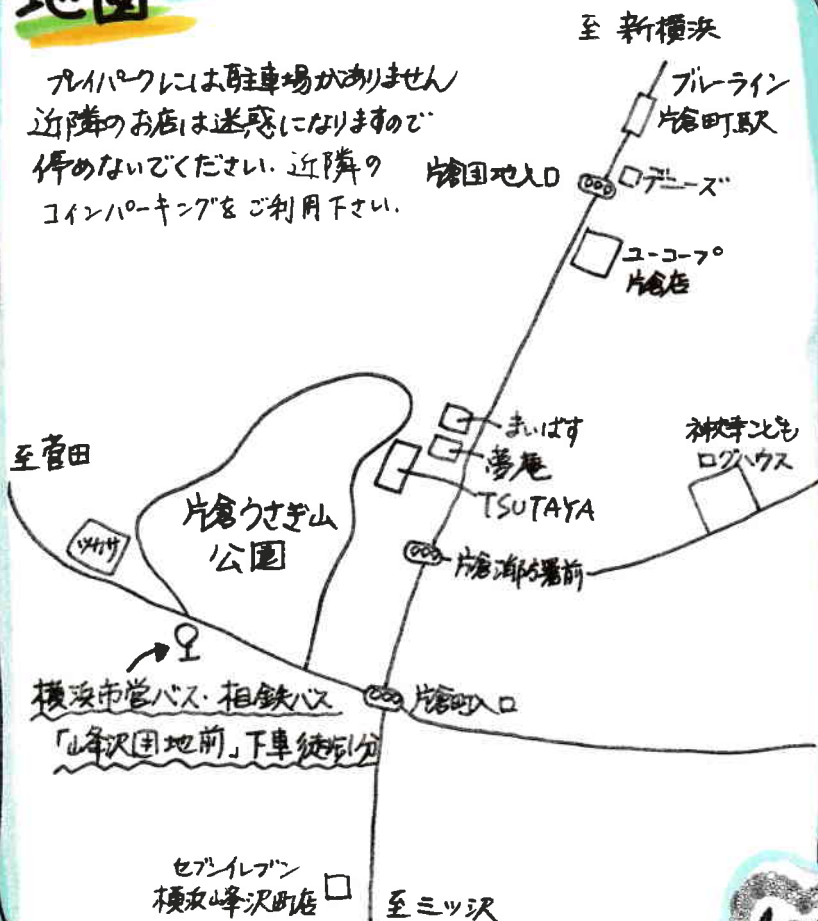 地図
至 新横浜
プレイパークには、駐車場がありません
近隣のお店は迷惑になりますので
停めないでください。近隣の
コインパーキングをご利用下さい。
ブルーライン
片倉町駅
片倉団地入口
デニーズ
ユーコープ
片倉店
まいばす
夢庵
TSUTAYA
神大寺こども
ログハウス
至菅田
ツカサ
片倉うさぎ山
公園
片倉消防署前
横浜市営バス・相鉄バス
「峰沢団地前」下車徒歩1分
片倉町入口
セブンイレブン
横浜峰沢町店
至三ッ沢